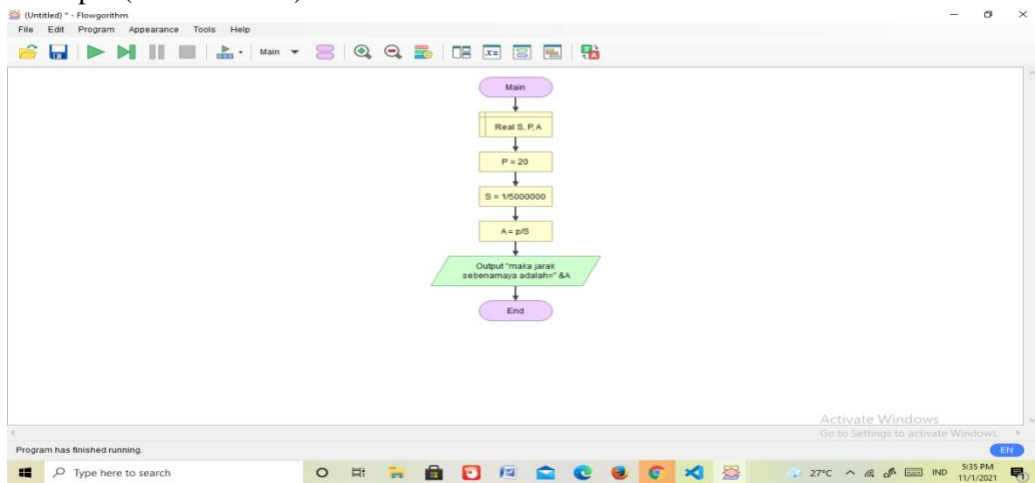 (Untitled) * - Flowgorithm
File Edit Program Appearance Tools Help
Main
Main
Real S, P, A
P = 20
S = 1/5000000
A = p/S
Output "maka jarak
sebenarnaya adalah=" &A
End
Activate Windows
Go to Settings to activate Windows.
Program has finished running.
EN
Type here to search
27°C
IND
5:35 PM
11/1/2021